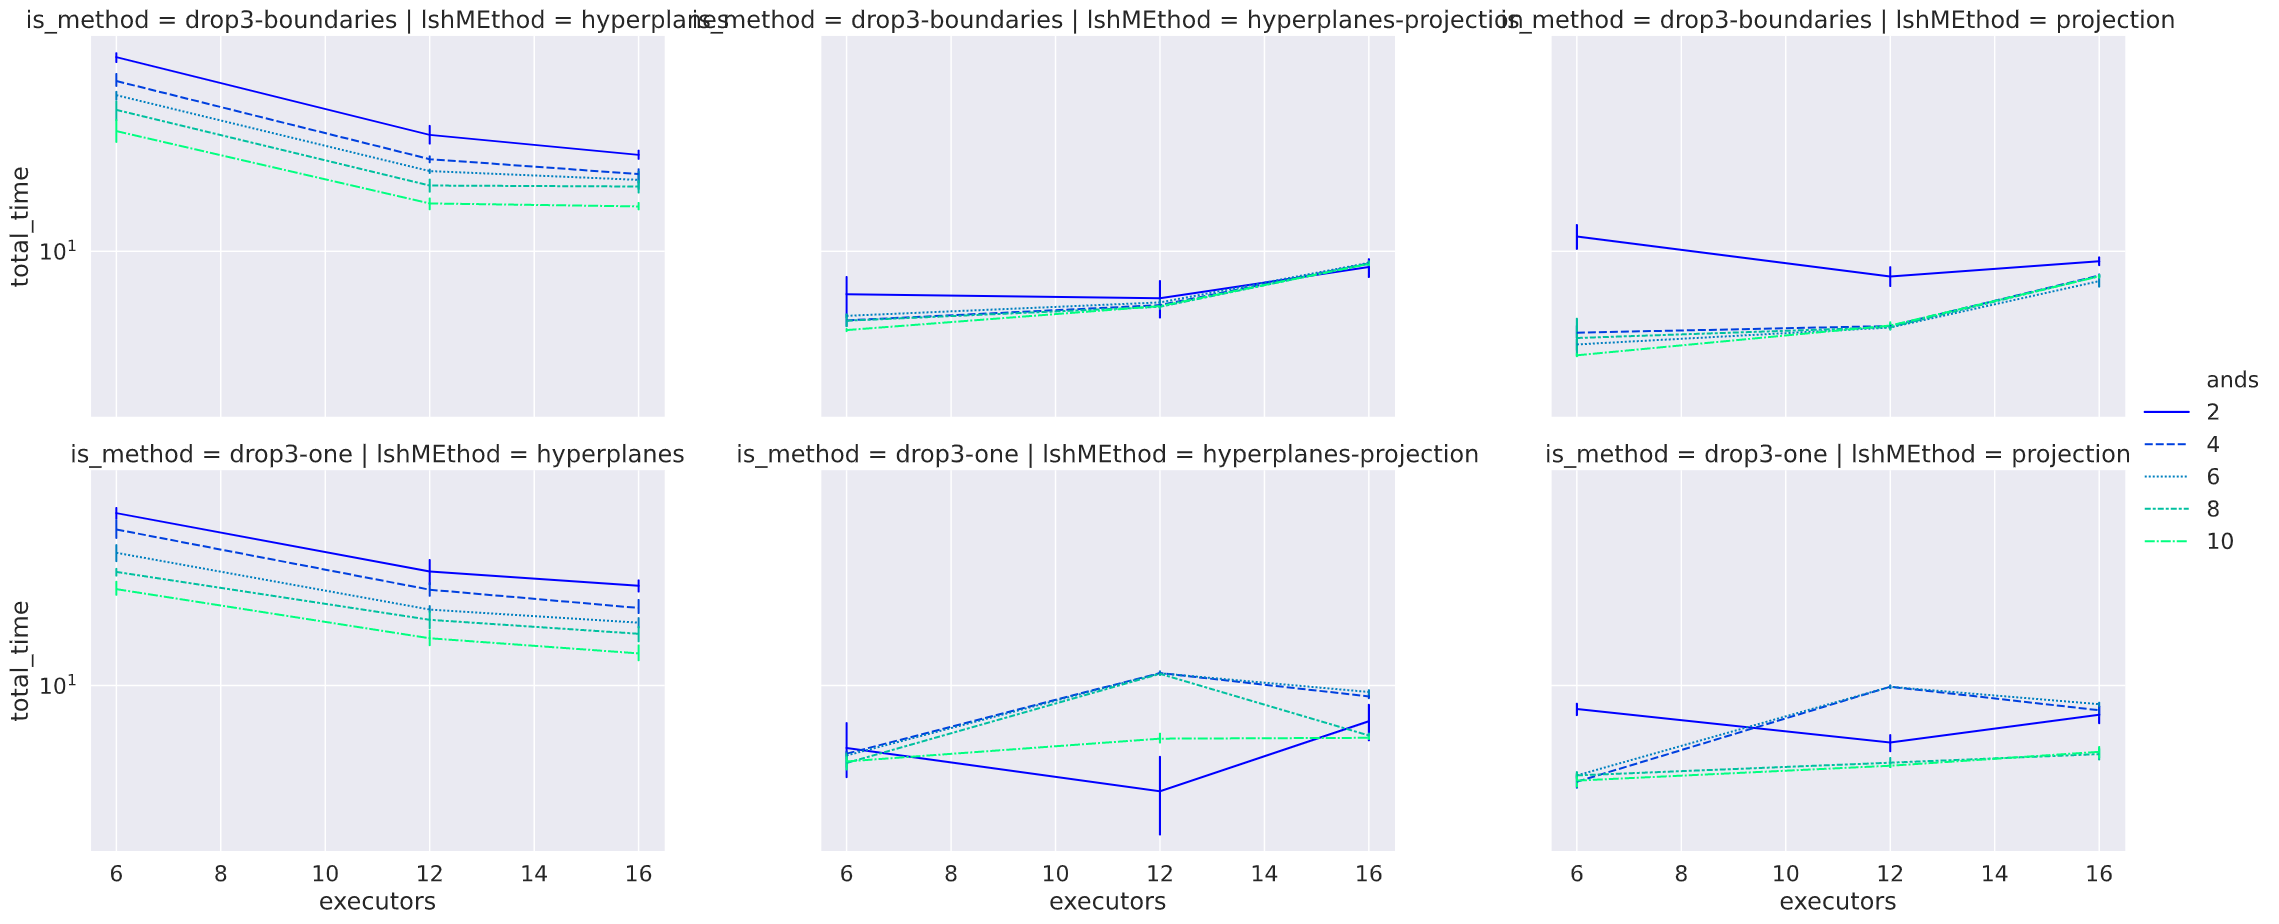 is_method = drop3-boundaries | lshMEthod = hyperplanes
is_method = drop3-boundaries | lshMEthod = hyperplanes-projection
is_method = drop3-boundaries | lshMEthod = projection
total_time
10¹
ands
2
4
6
8
10
is_method = drop3-one | lshMEthod = hyperplanes
is_method = drop3-one | lshMEthod = hyperplanes-projection
is_method = drop3-one | lshMEthod = projection
total_time
10¹
6 8 10 12 14 16
6 8 10 12 14 16
6 8 10 12 14 16
executors
executors
executors